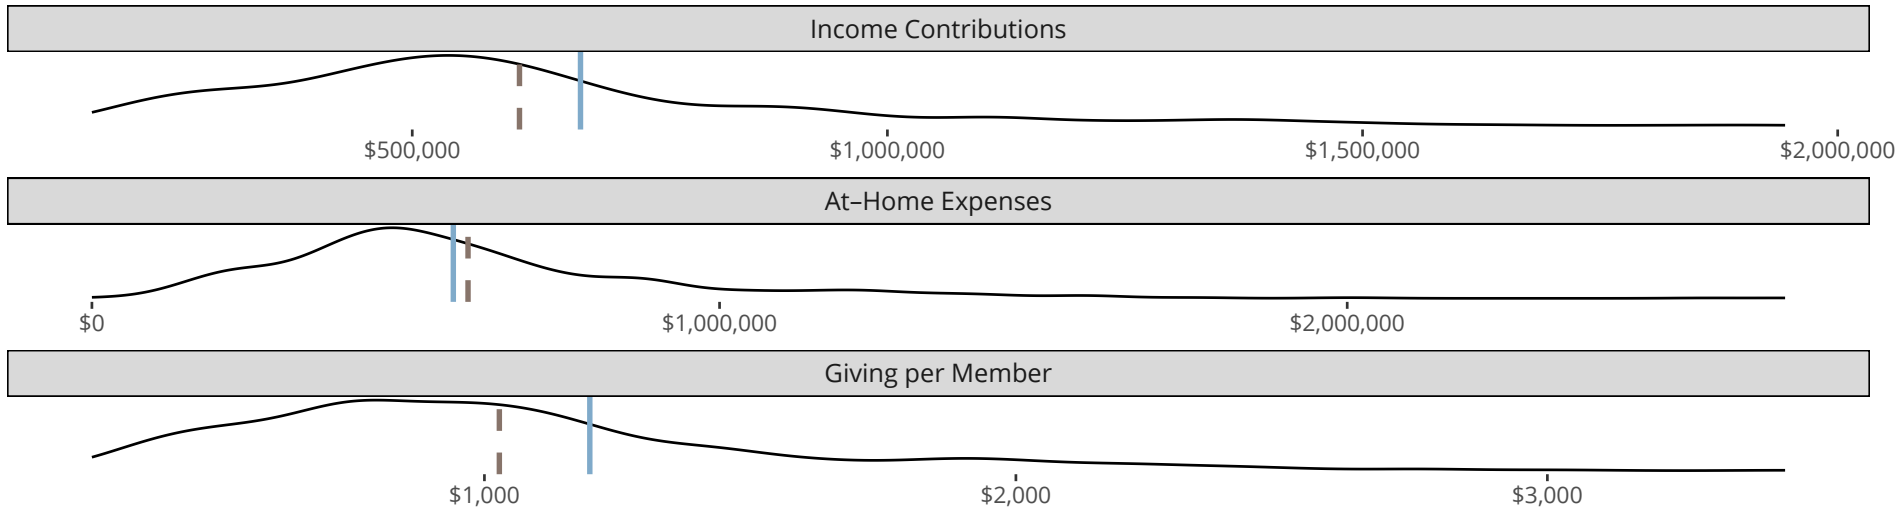 Income Contributions
$500,000 $1,000,000 $1,500,000 $2,000,000
At–Home Expenses
$0 $1,000,000 $2,000,000
Giving per Member
$1,000 $2,000 $3,000